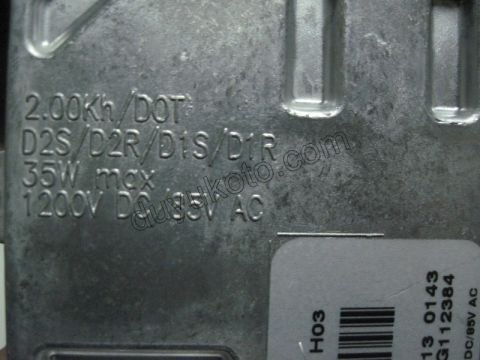 2.00Kh/DOT
D2S/D2R/D1S/D1R
35W max
1200V DC/85V AC
duyukoto.com
H03
13 0143
G112384
DC/85V AC